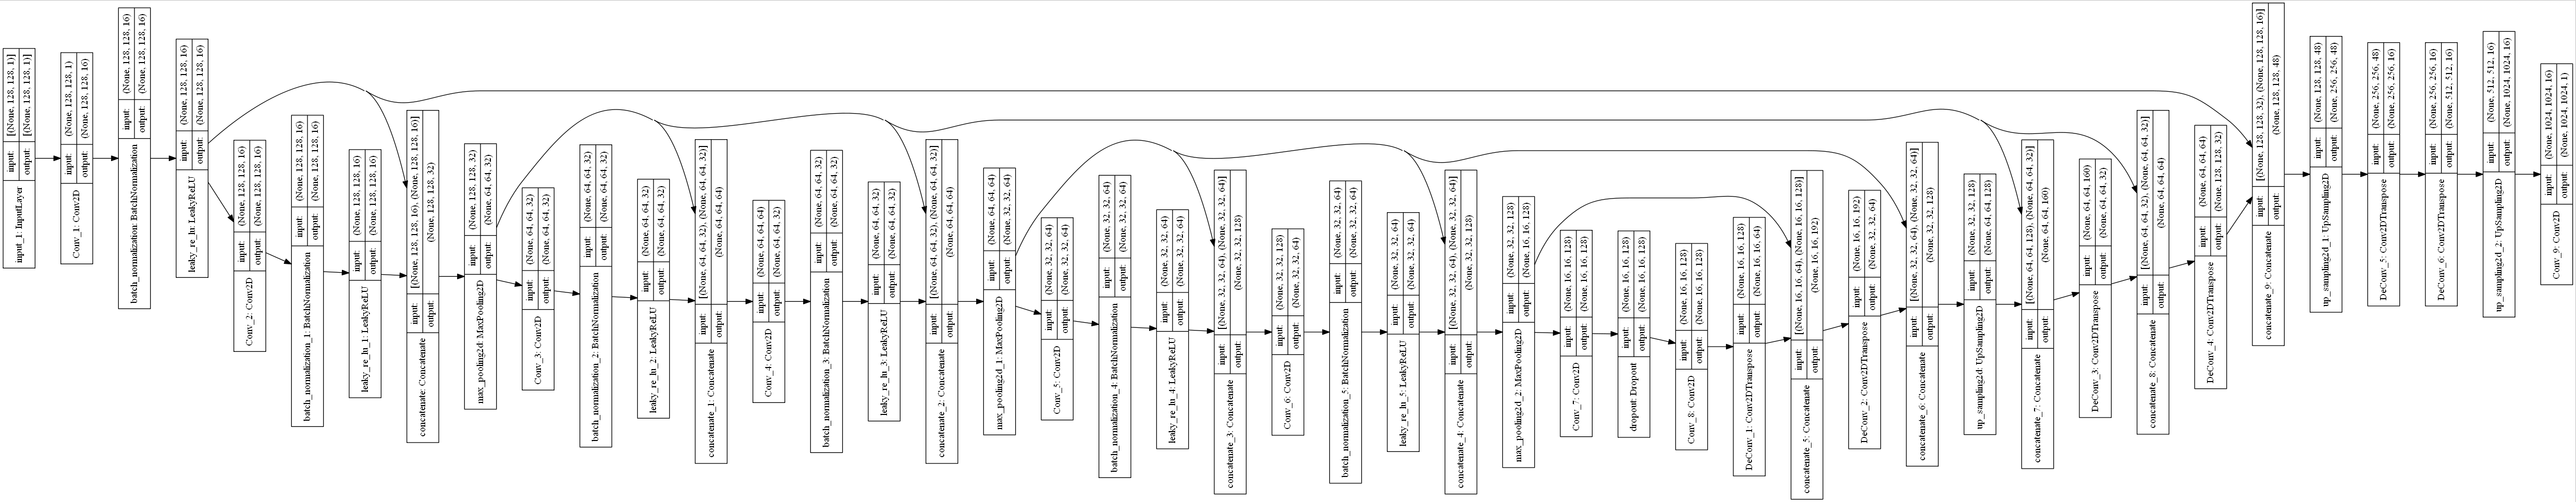 input_1: InputLayer
input: [(None, 128, 128, 1)]
output: [(None, 128, 128, 1)]
Conv_1: Conv2D
input: (None, 128, 128, 1)
output: (None, 128, 128, 16)
batch_normalization: BatchNormalization
input: (None, 128, 128, 16)
output: (None, 128, 128, 16)
leaky_re_lu: LeakyReLU
input: (None, 128, 128, 16)
output: (None, 128, 128, 16)
Conv_2: Conv2D
input: (None, 128, 128, 16)
output: (None, 128, 128, 16)
batch_normalization_1: BatchNormalization
input: (None, 128, 128, 16)
output: (None, 128, 128, 16)
leaky_re_lu_1: LeakyReLU
input: (None, 128, 128, 16)
output: (None, 128, 128, 16)
concatenate: Concatenate
input: [(None, 128, 128, 16), (None, 128, 128, 16)]
output: (None, 128, 128, 32)
max_pooling2d: MaxPooling2D
input: (None, 128, 128, 32)
output: (None, 64, 64, 32)
Conv_3: Conv2D
input: (None, 64, 64, 32)
output: (None, 64, 64, 32)
batch_normalization_2: BatchNormalization
input: (None, 64, 64, 32)
output: (None, 64, 64, 32)
leaky_re_lu_2: LeakyReLU
input: (None, 64, 64, 32)
output: (None, 64, 64, 32)
concatenate_1: Concatenate
input: [(None, 64, 64, 32), (None, 64, 64, 32)]
output: (None, 64, 64, 64)
Conv_4: Conv2D
input: (None, 64, 64, 64)
output: (None, 64, 64, 32)
batch_normalization_3: BatchNormalization
input: (None, 64, 64, 32)
output: (None, 64, 64, 32)
leaky_re_lu_3: LeakyReLU
input: (None, 64, 64, 32)
output: (None, 64, 64, 32)
concatenate_2: Concatenate
input: [(None, 64, 64, 32), (None, 64, 64, 32)]
output: (None, 64, 64, 64)
max_pooling2d_1: MaxPooling2D
input: (None, 64, 64, 64)
output: (None, 32, 32, 64)
Conv_5: Conv2D
input: (None, 32, 32, 64)
output: (None, 32, 32, 64)
batch_normalization_4: BatchNormalization
input: (None, 32, 32, 64)
output: (None, 32, 32, 64)
leaky_re_lu_4: LeakyReLU
input: (None, 32, 32, 64)
output: (None, 32, 32, 64)
concatenate_3: Concatenate
input: [(None, 32, 32, 64), (None, 32, 32, 64)]
output: (None, 32, 32, 128)
Conv_6: Conv2D
input: (None, 32, 32, 128)
output: (None, 32, 32, 64)
batch_normalization_5: BatchNormalization
input: (None, 32, 32, 64)
output: (None, 32, 32, 64)
leaky_re_lu_5: LeakyReLU
input: (None, 32, 32, 64)
output: (None, 32, 32, 64)
concatenate_4: Concatenate
input: [(None, 32, 32, 64), (None, 32, 32, 64)]
output: (None, 32, 32, 128)
max_pooling2d_2: MaxPooling2D
input: (None, 32, 32, 128)
output: (None, 16, 16, 128)
Conv_7: Conv2D
input: (None, 16, 16, 128)
output: (None, 16, 16, 128)
dropout: Dropout
input: (None, 16, 16, 128)
output: (None, 16, 16, 128)
Conv_8: Conv2D
input: (None, 16, 16, 128)
output: (None, 16, 16, 128)
DeConv_1: Conv2DTranspose
input: (None, 16, 16, 128)
output: (None, 16, 16, 64)
concatenate_5: Concatenate
input: [(None, 16, 16, 64), (None, 16, 16, 128)]
output: (None, 16, 16, 192)
DeConv_2: Conv2DTranspose
input: (None, 16, 16, 192)
output: (None, 32, 32, 64)
concatenate_6: Concatenate
input: [(None, 32, 32, 64), (None, 32, 32, 64)]
output: (None, 32, 32, 128)
up_sampling2d: UpSampling2D
input: (None, 32, 32, 128)
output: (None, 64, 64, 128)
concatenate_7: Concatenate
input: [(None, 64, 64, 128), (None, 64, 64, 32)]
output: (None, 64, 64, 160)
DeConv_3: Conv2DTranspose
input: (None, 64, 64, 160)
output: (None, 64, 64, 32)
concatenate_8: Concatenate
input: [(None, 64, 64, 32), (None, 64, 64, 32)]
output: (None, 64, 64, 64)
DeConv_4: Conv2DTranspose
input: (None, 64, 64, 64)
output: (None, 128, 128, 32)
concatenate_9: Concatenate
input: [(None, 128, 128, 32), (None, 128, 128, 16)]
output: (None, 128, 128, 48)
up_sampling2d_1: UpSampling2D
input: (None, 128, 128, 48)
output: (None, 256, 256, 48)
DeConv_5: Conv2DTranspose
input: (None, 256, 256, 48)
output: (None, 256, 256, 16)
DeConv_6: Conv2DTranspose
input: (None, 256, 256, 16)
output: (None, 512, 512, 16)
up_sampling2d_2: UpSampling2D
input: (None, 512, 512, 16)
output: (None, 1024, 1024, 16)
Conv_9: Conv2D
input: (None, 1024, 1024, 16)
output: (None, 1024, 1024, 1)